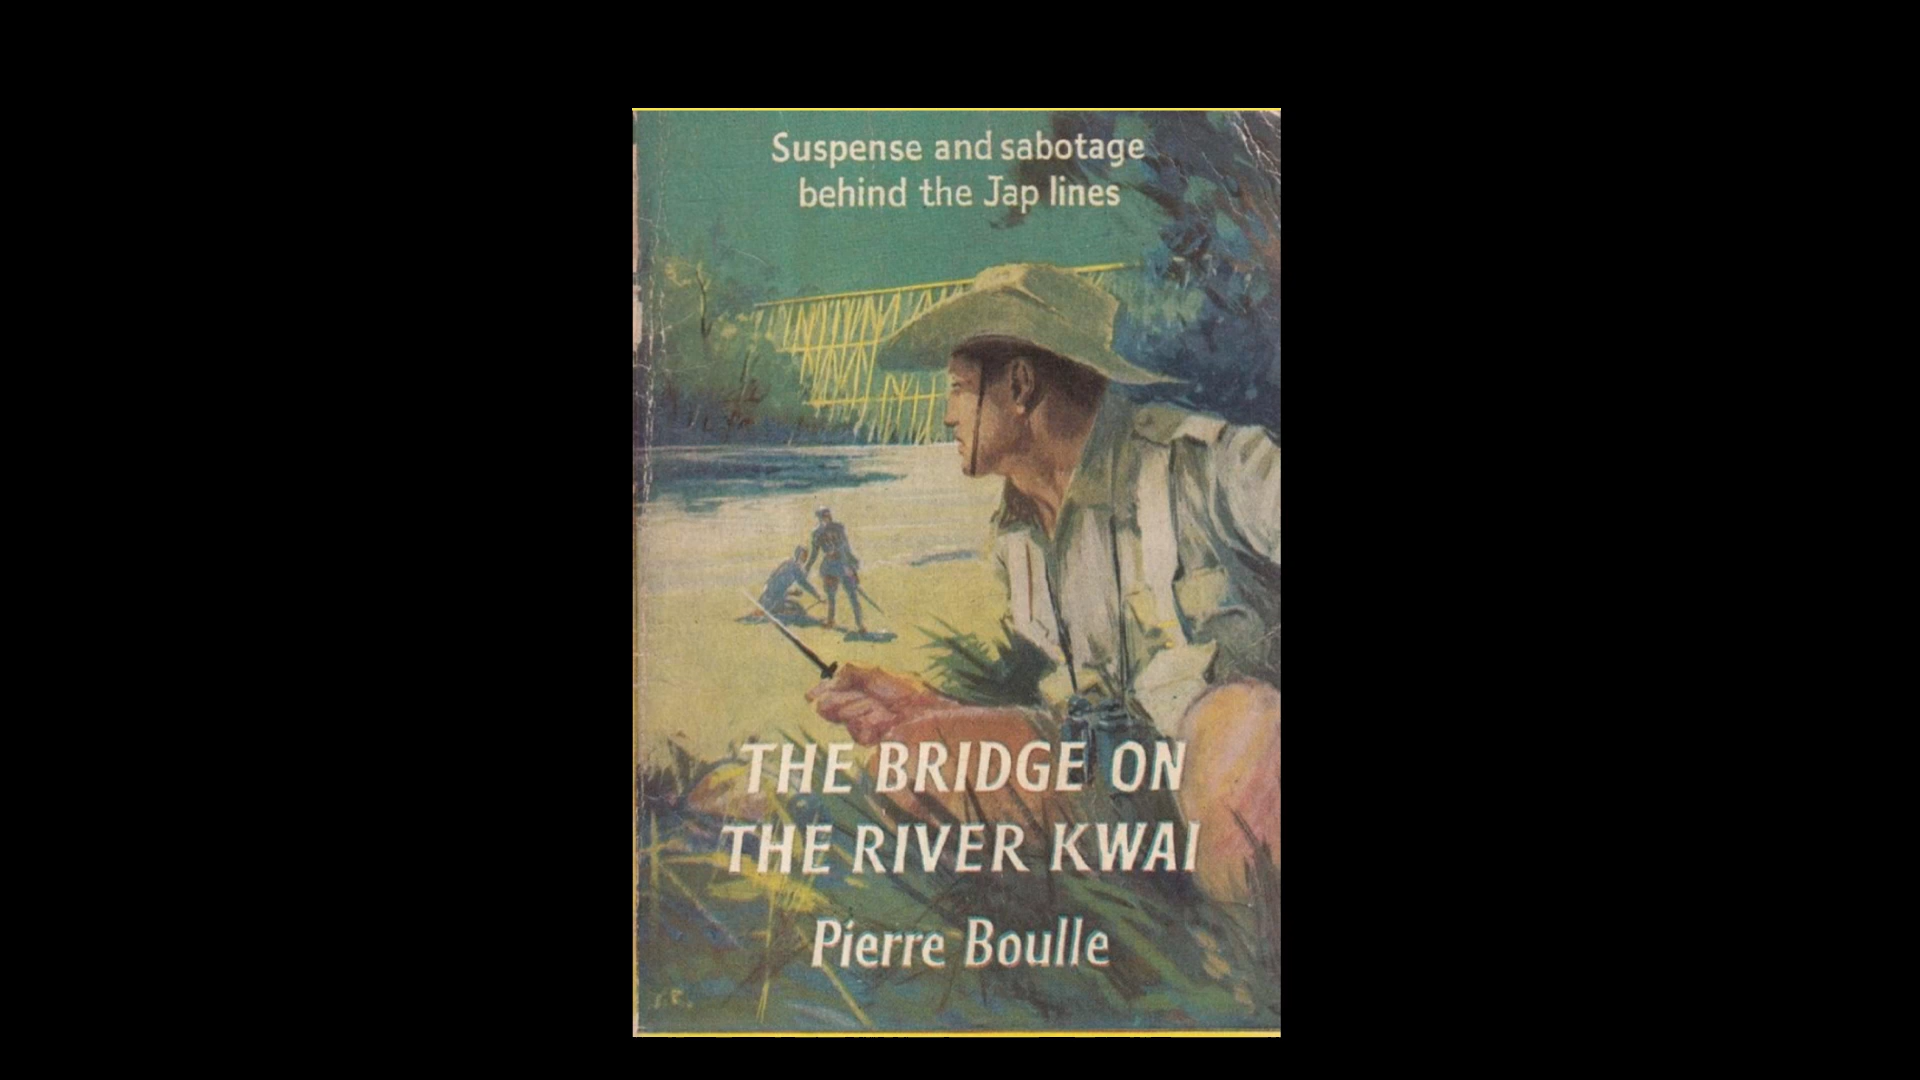 Suspense and sabotage
behind the Jap lines
THE BRIDGE ON
THE RIVER KWAI
Pierre Boulle